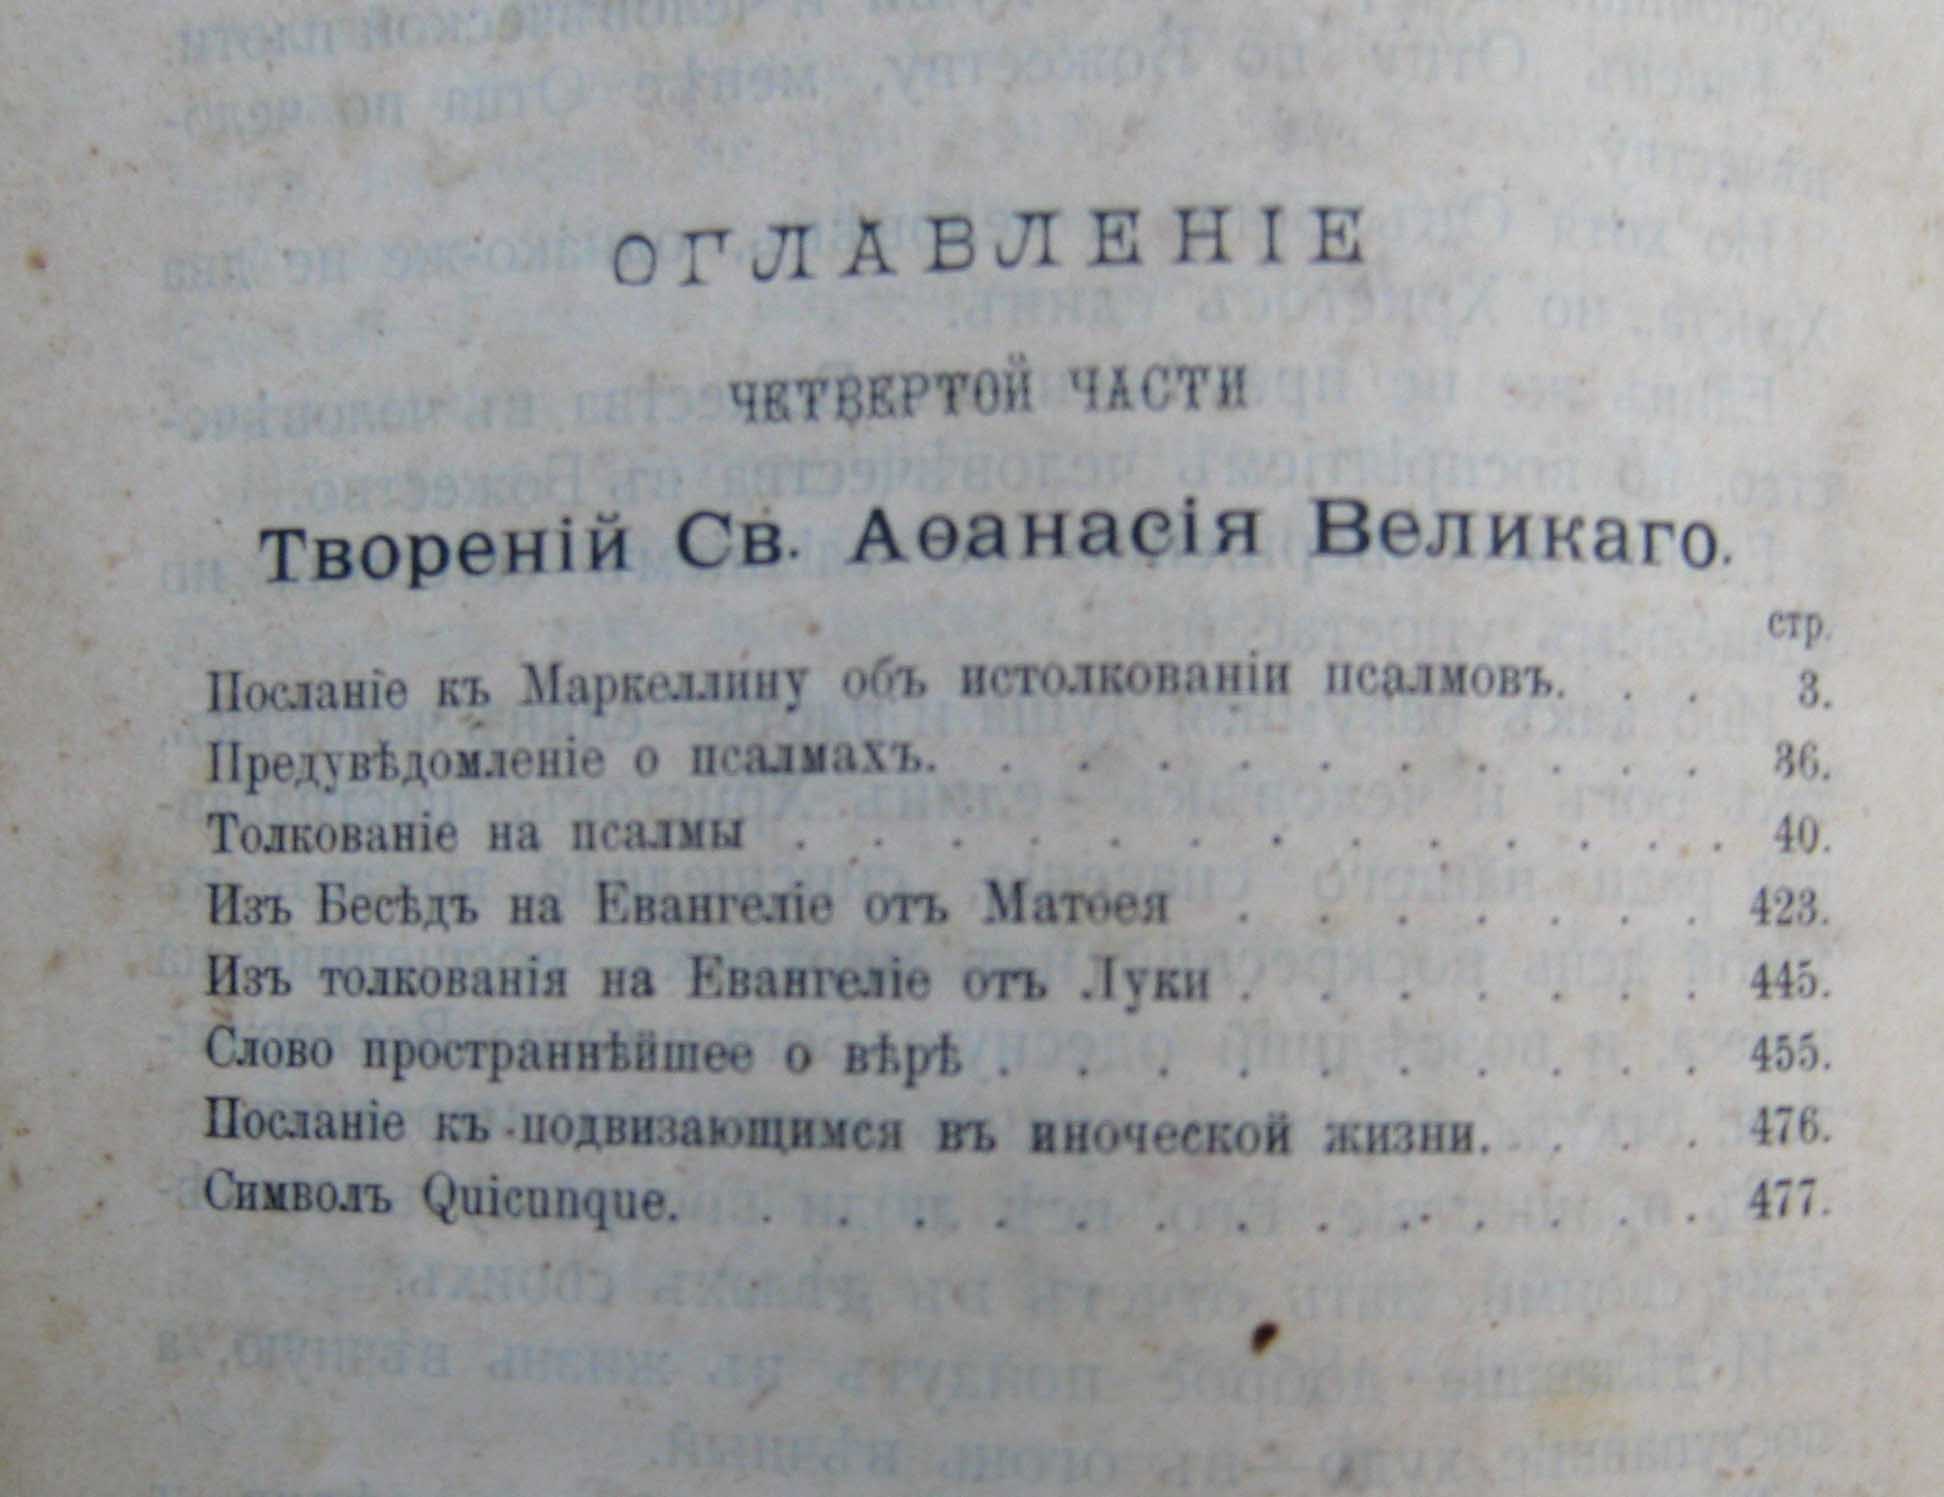 ОГЛАВЛЕНІЕ
ЧЕТВЕРТОЙ ЧАСТИ
Твореній Св. Аѳанасія Великаго.
стр.
Посланіе къ Маркеллину объ истолкованіи псалмовъ. . . 3.
Предувѣдомленіе о псалмахъ. . . . . . . . . . . 36.
Толкованіе на псалмы . . . . . . . . . . . . 40.
Изъ Бесѣдъ на Евангеліе отъ Матѳея . . . . . . 423.
Изъ толкованія на Евангеліе отъ Луки . . . . . . 445.
Слово пространнѣйшее о вѣрѣ . . . . . . . . . 455.
Посланіе къ подвизающимся въ иноческой жизни. . . . 476.
Символъ Quicunque. . . . . . . . . . . . . . 477.